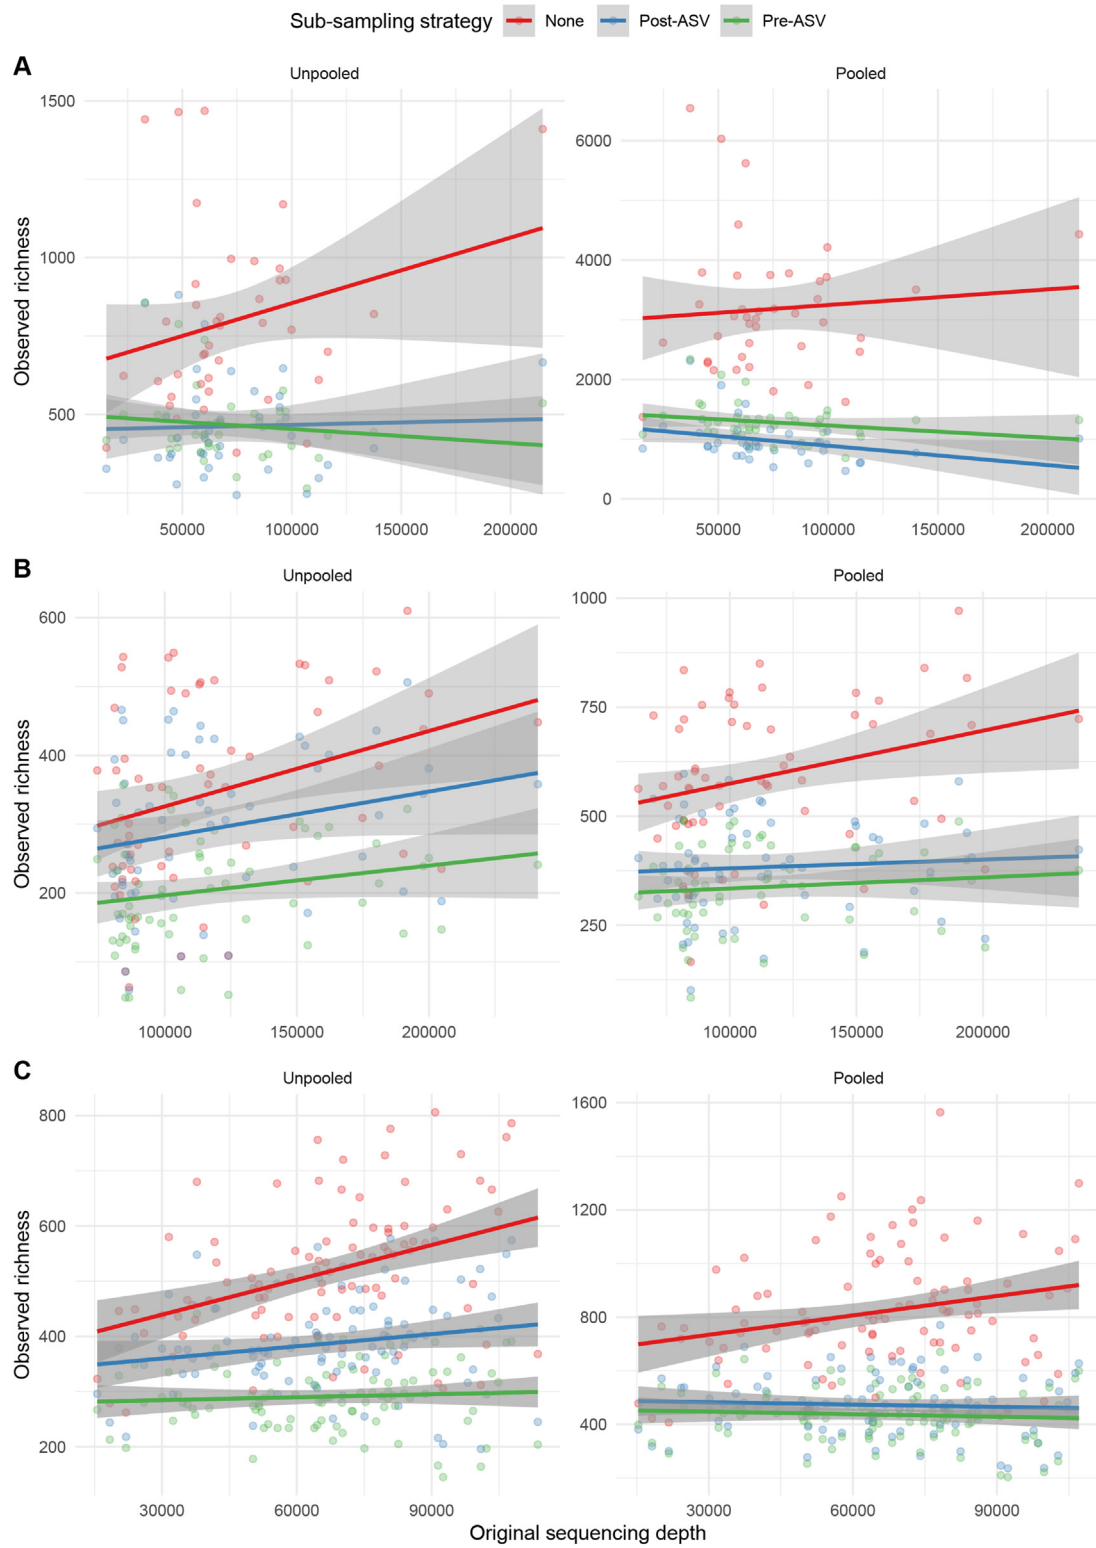 Sub-sampling strategy None Post-ASV Pre-ASV
A
Unpooled Pooled
Observed richness
1500
1000
500
50000 100000 150000 200000
6000
4000
2000
0
50000 100000 150000 200000
B
Unpooled Pooled
Observed richness
600
400
200
100000 150000 200000
1000
750
500
250
100000 150000 200000
C
Unpooled Pooled
Observed richness
800
600
400
200
30000 60000 90000
1600
1200
800
400
30000 60000 90000
Original sequencing depth